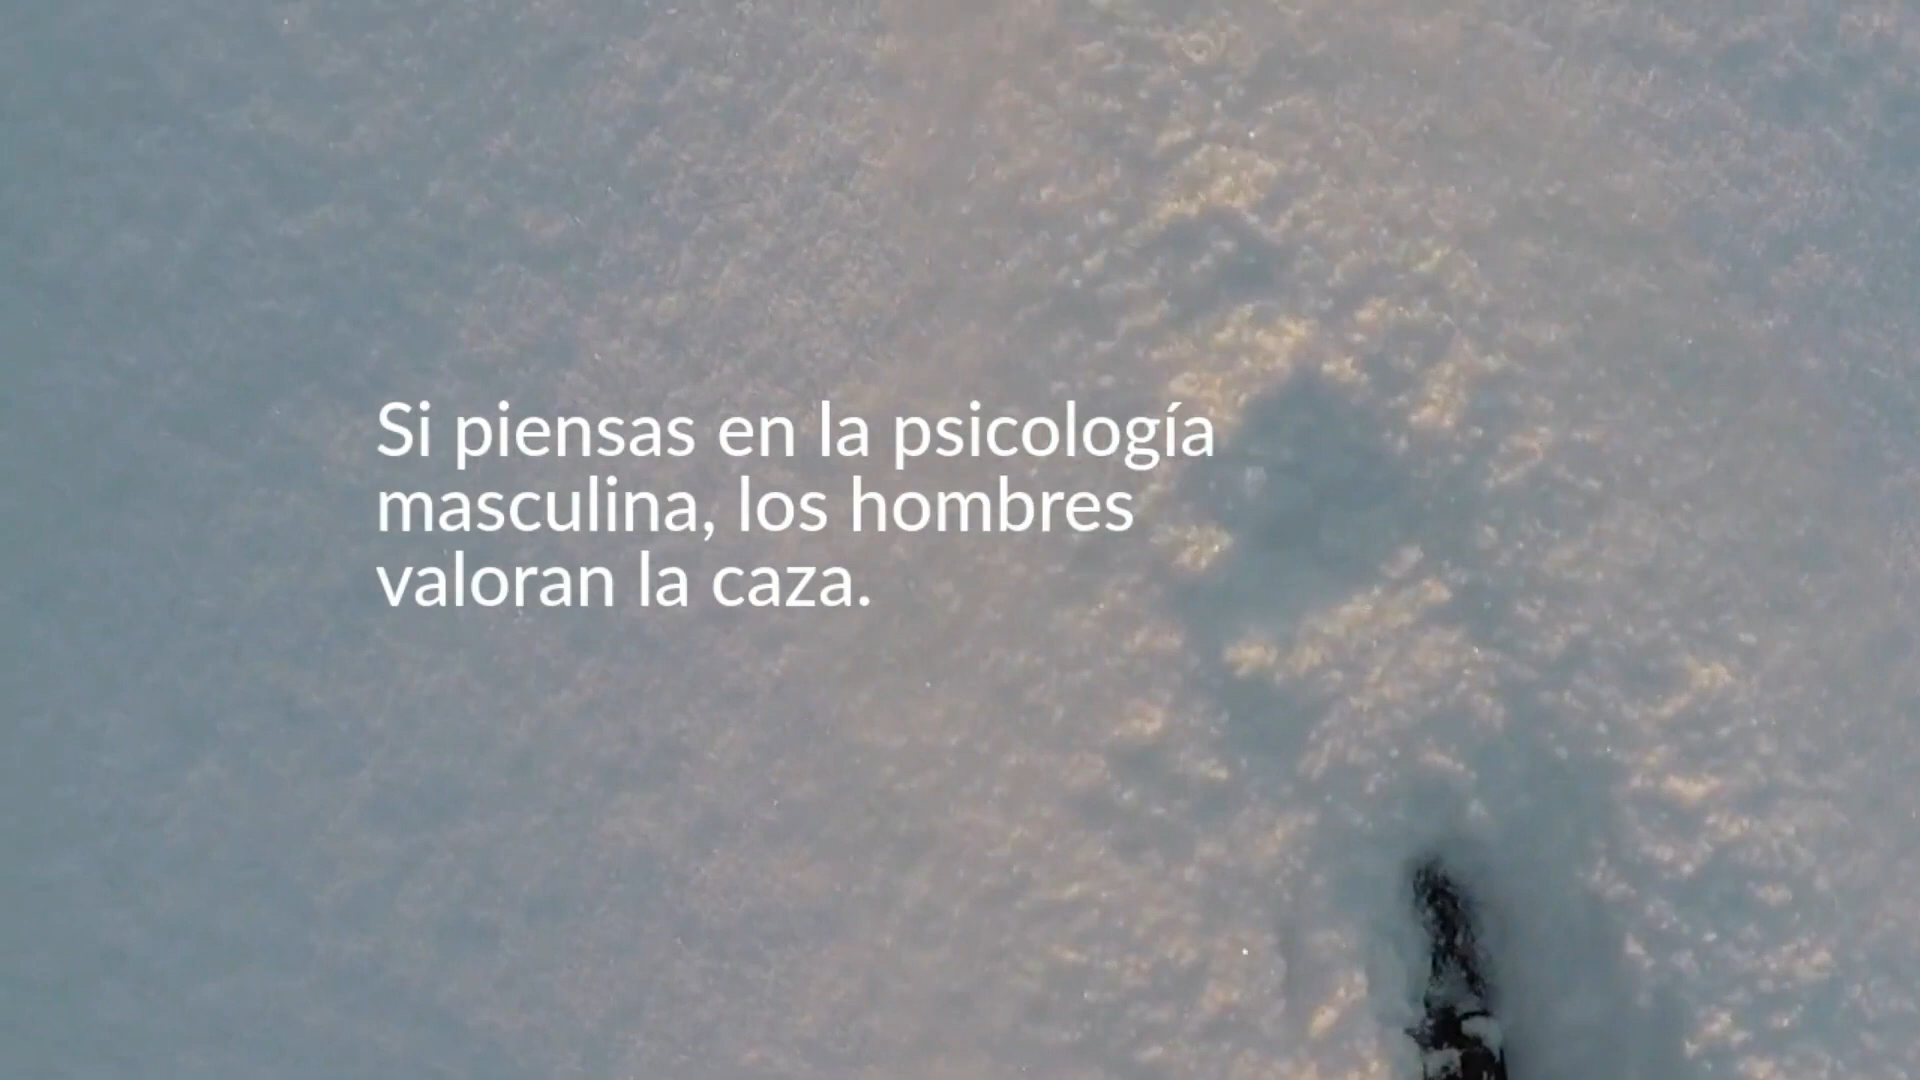 Si piensas en la psicología
masculina, los hombres
valoran la caza.